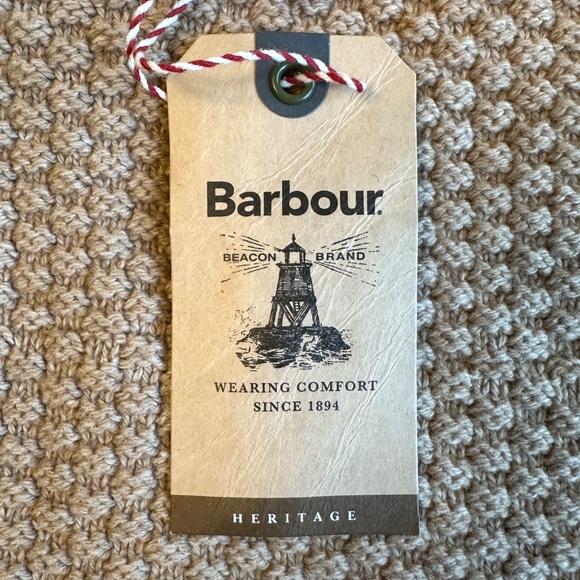 Barbour
BEACON BRAND
WEARING COMFORT
SINCE 1894
HERITAGE